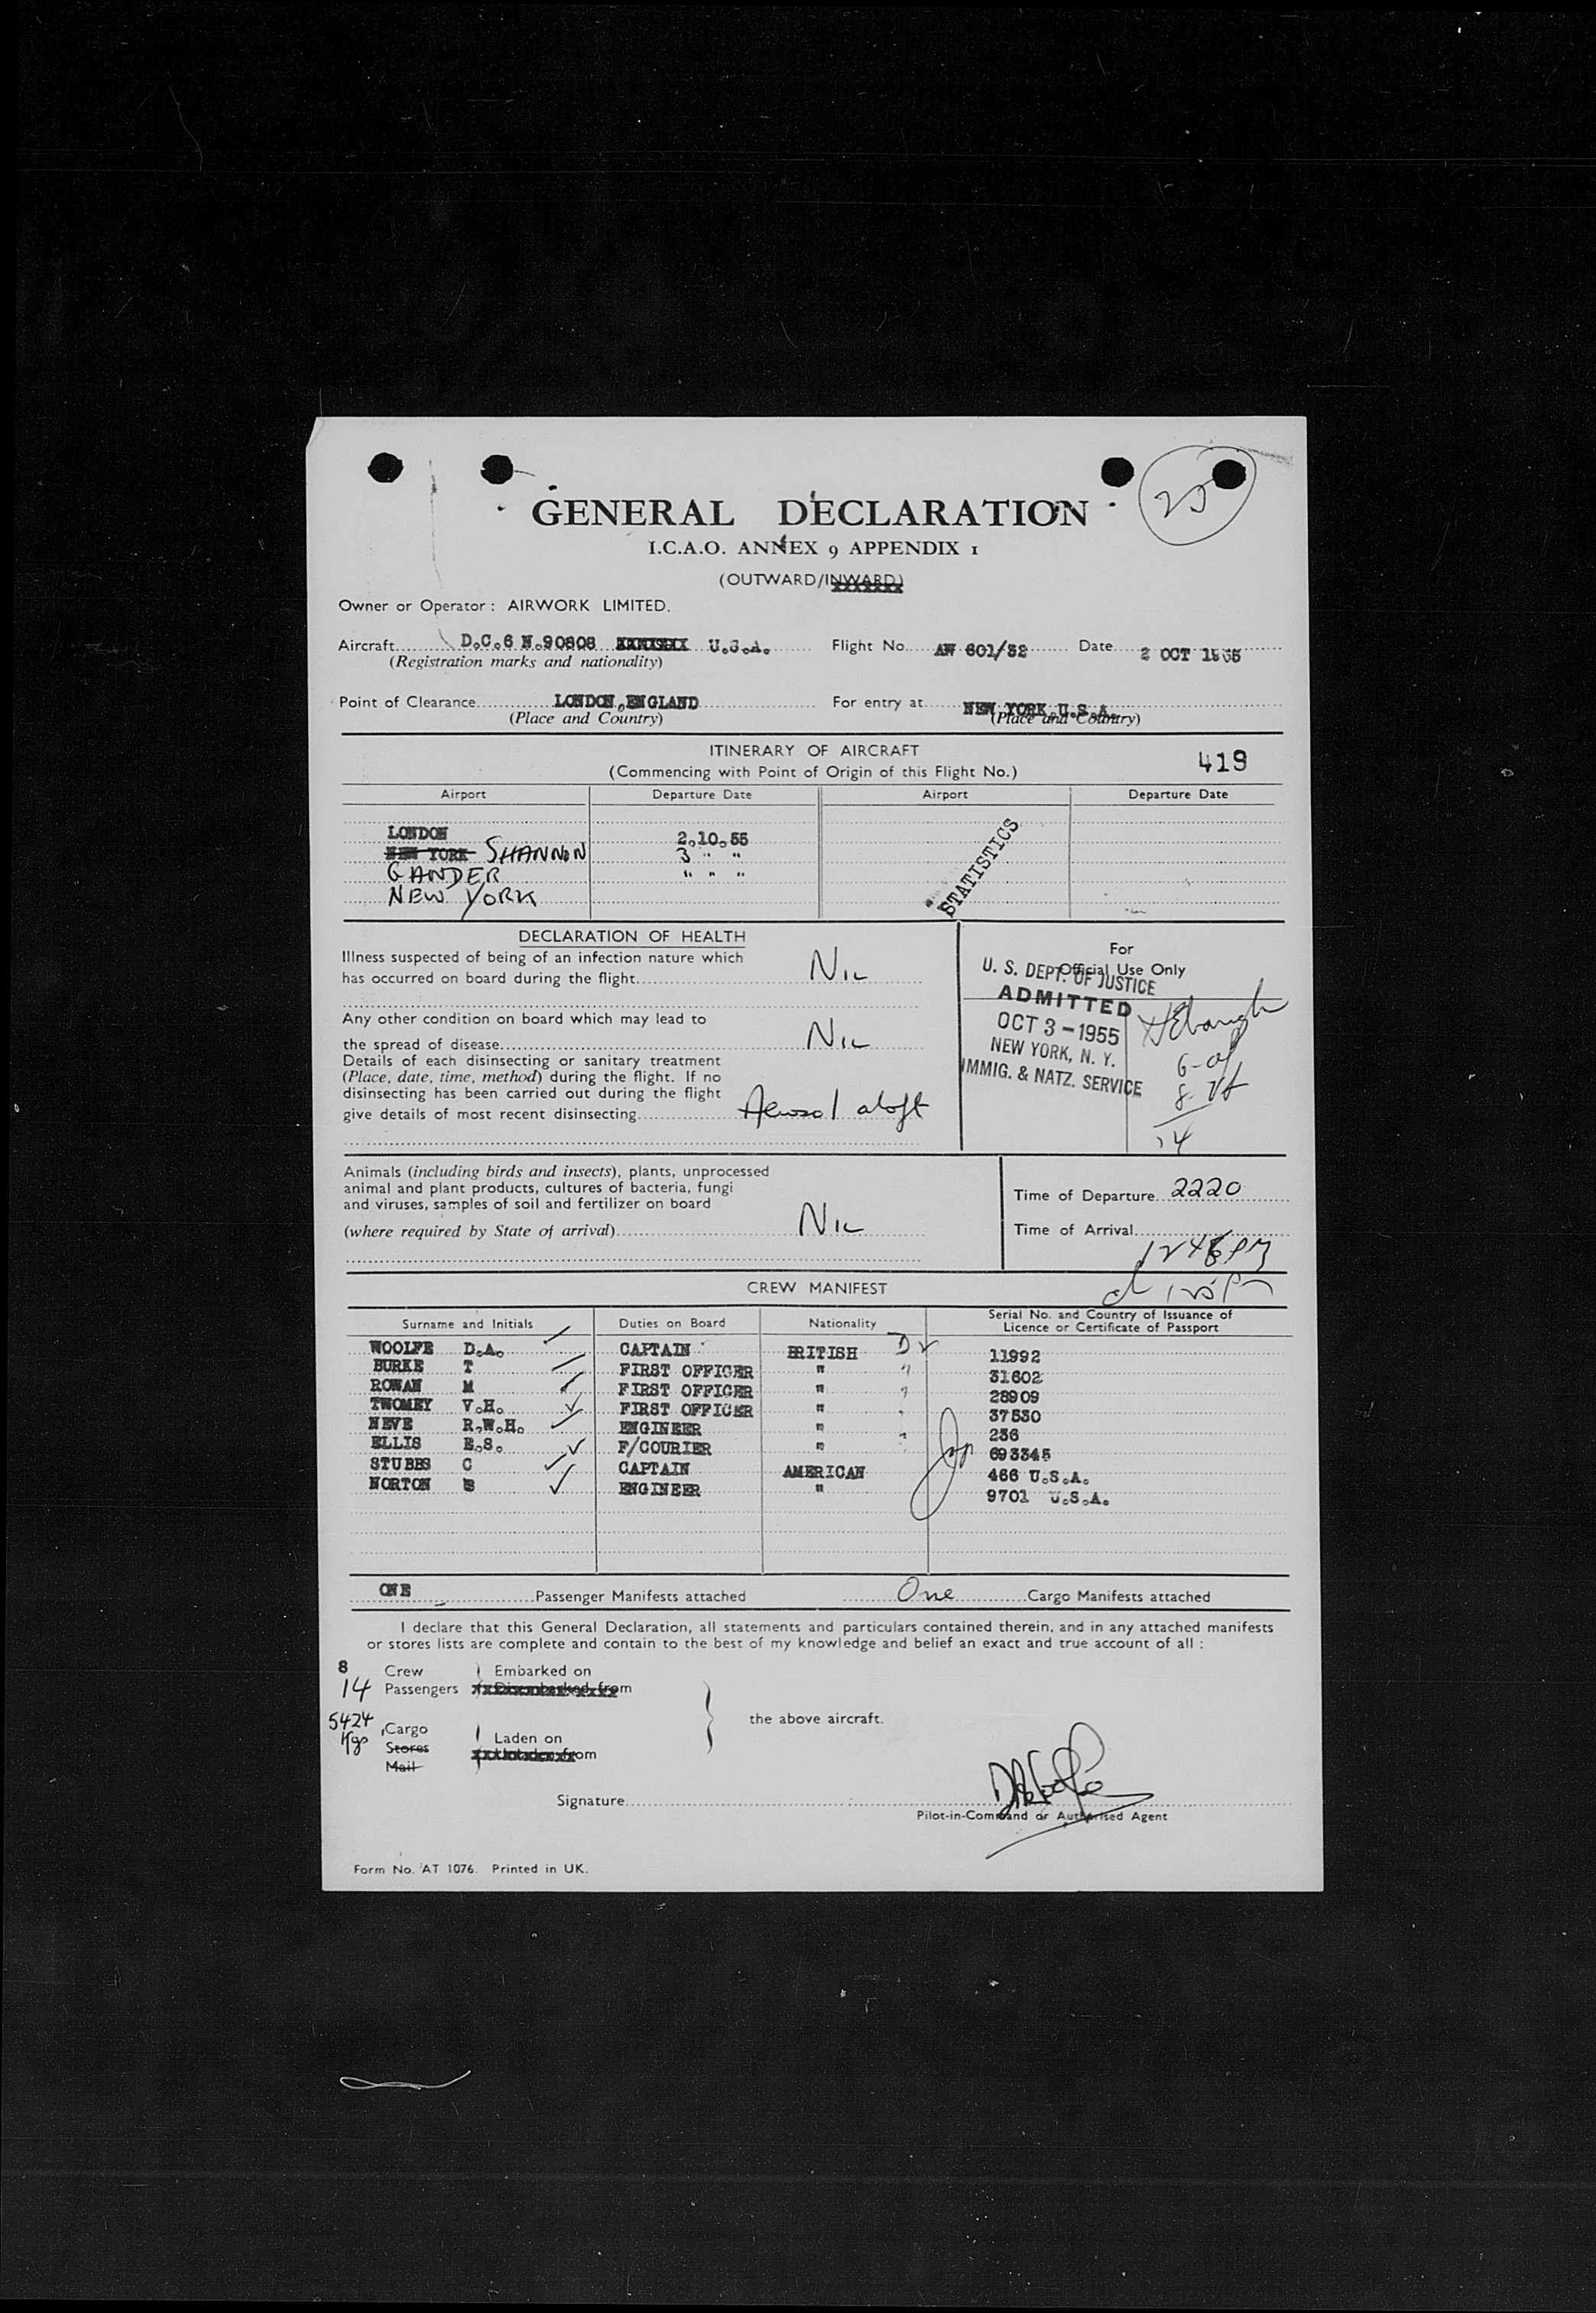 25
GENERAL DECLARATION
I.C.A.O. ANNEX 9 APPENDIX 1
(OUTWARD/INWARD)
Owner or Operator: AIRWORK LIMITED.
Aircraft D.C.6 N.90808 U.S.A. Flight No. AW 601/32 Date 2 OCT 1955
(Registration marks and nationality)
Point of Clearance LONDON, ENGLAND For entry at NEW YORK U.S.A.
(Place and Country) (Place and Country)
ITINERARY OF AIRCRAFT
419
(Commencing with Point of Origin of this Flight No.)
Airport Departure Date Airport Departure Date
LONDON 2.10.55
NEW YORK SHANNON 3 " "
GANDER " " "
NEW YORK
STATISTICS
DECLARATION OF HEALTH
Illness suspected of being of an infection nature which
has occurred on board during the flight NIL
Any other condition on board which may lead to
the spread of disease NIL
Details of each disinsecting or sanitary treatment
(Place, date, time, method) during the flight. If no
disinsecting has been carried out during the flight
give details of most recent disinsecting Aerosol aloft
For
Official Use Only
U. S. DEPT. OF JUSTICE
ADMITTED
OCT 3 - 1955
NEW YORK, N. Y.
IMMIG. & NATZ. SERVICE
14
Animals (including birds and insects), plants, unprocessed
animal and plant products, cultures of bacteria, fungi
and viruses, samples of soil and fertilizer on board
(where required by State of arrival) NIL
Time of Departure 2220
Time of Arrival
CREW MANIFEST
Surname and Initials Duties on Board Nationality Serial No. and Country of Issuance of
Licence or Certificate of Passport
WOOLFE D.A. CAPTAIN BRITISH 11992
BURKE T FIRST OFFICER " 31602
ROWAN M FIRST OFFICER " 28909
TWOMEY V.H. FIRST OFFICER " 37530
NEVE R.W.H. ENGINEER " 236
ELLIS E.S. F/COURIER " 693345
STUBBS C CAPTAIN AMERICAN 466 U.S.A.
NORTON ENGINEER " 9701 U.S.A.
ONE Passenger Manifests attached One Cargo Manifests attached
I declare that this General Declaration, all statements and particulars contained therein, and in any attached manifests
or stores lists are complete and contain to the best of my knowledge and belief an exact and true account of all :
8 Crew Embarked on
14 Passengers Disembarked from
the above aircraft.
5424 Kgs Cargo Laden on
Stores from
Mail
Signature
Pilot-in-Command or Authorised Agent
Form No. AT 1076. Printed in UK.